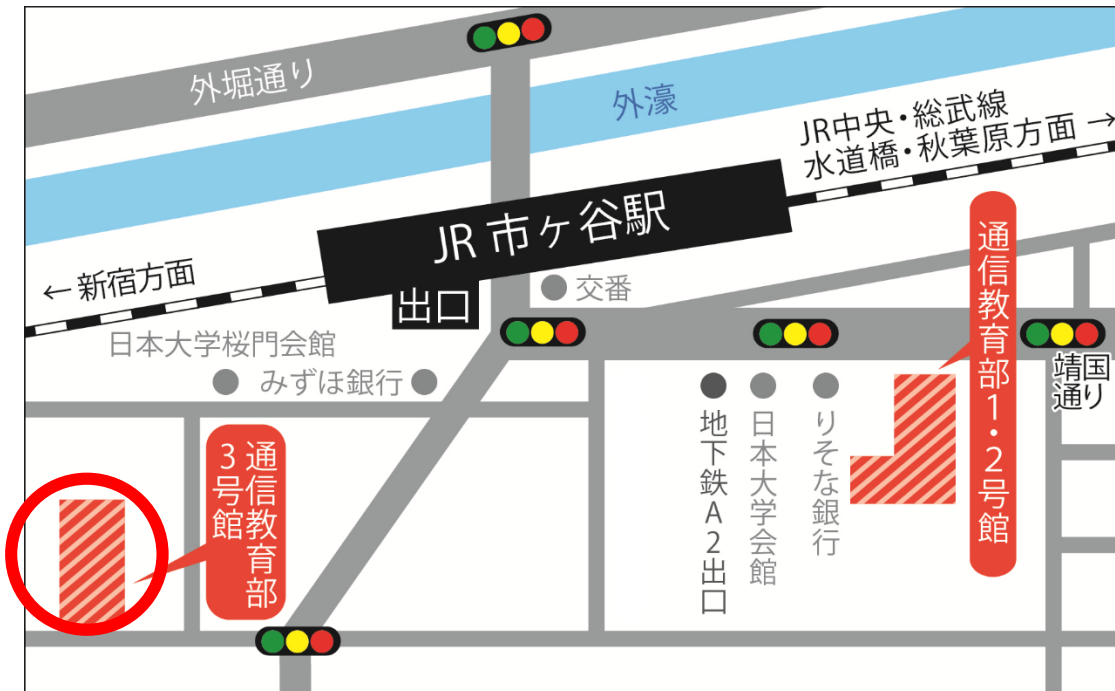 外堀通り
外濠
JR中央・総武線
水道橋・秋葉原方面 →
JR 市ヶ谷駅
← 新宿方面
出口
交番
日本大学桜門会館
みずほ銀行
通信教育部
3号館
地下鉄A2出口
日本大学会館
りそな銀行
通信教育部1・2号館
靖国
通り